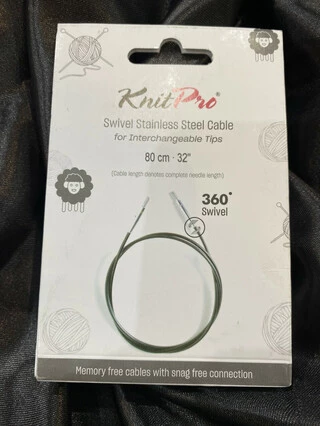 KnitPro®
Swivel Stainless Steel Cable
for Interchangeable Tips
80 cm - 32"
(Cable length denotes complete needle length)
360°
Swivel
Memory free cables with snag free connection